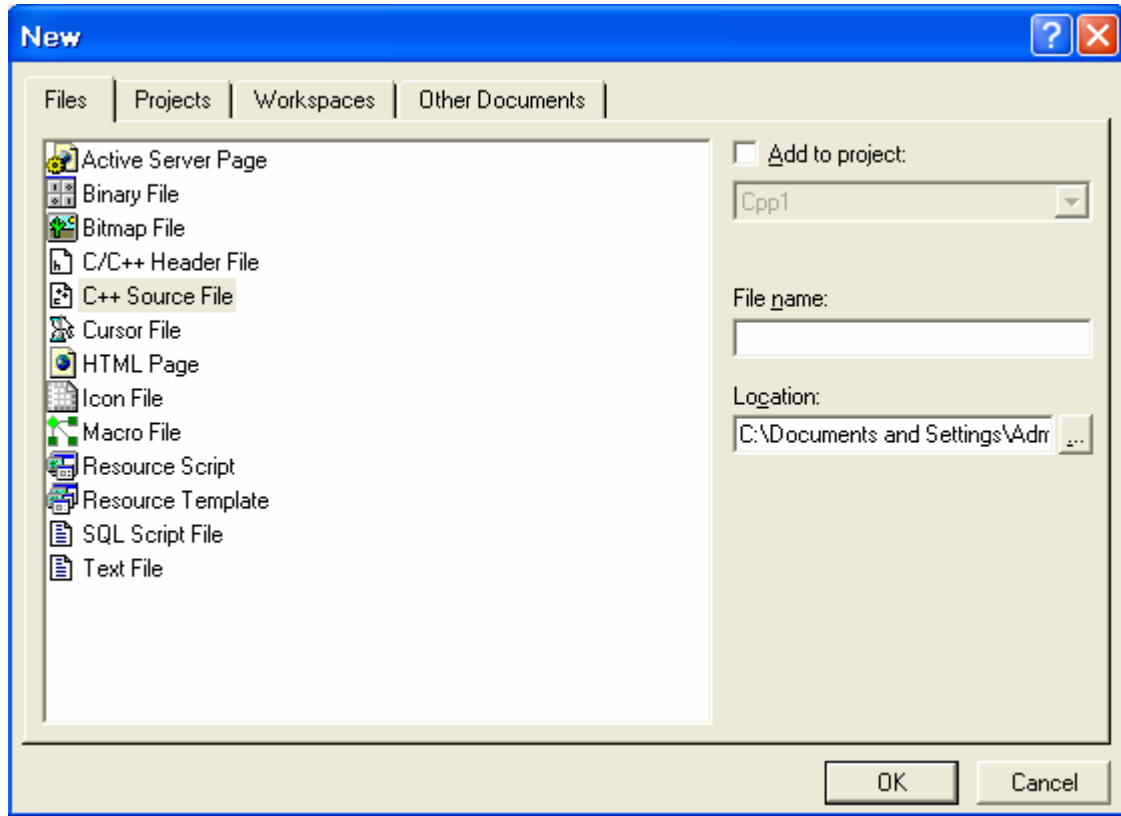 New
Files
Projects
Workspaces
Other Documents
Active Server Page
Binary File
Bitmap File
C/C++ Header File
C++ Source File
Cursor File
HTML Page
Icon File
Macro File
Resource Script
Resource Template
SQL Script File
Text File
Add to project:
Cpp1
File name:
Location:
C:\Documents and Settings\Adm
...
OK
Cancel